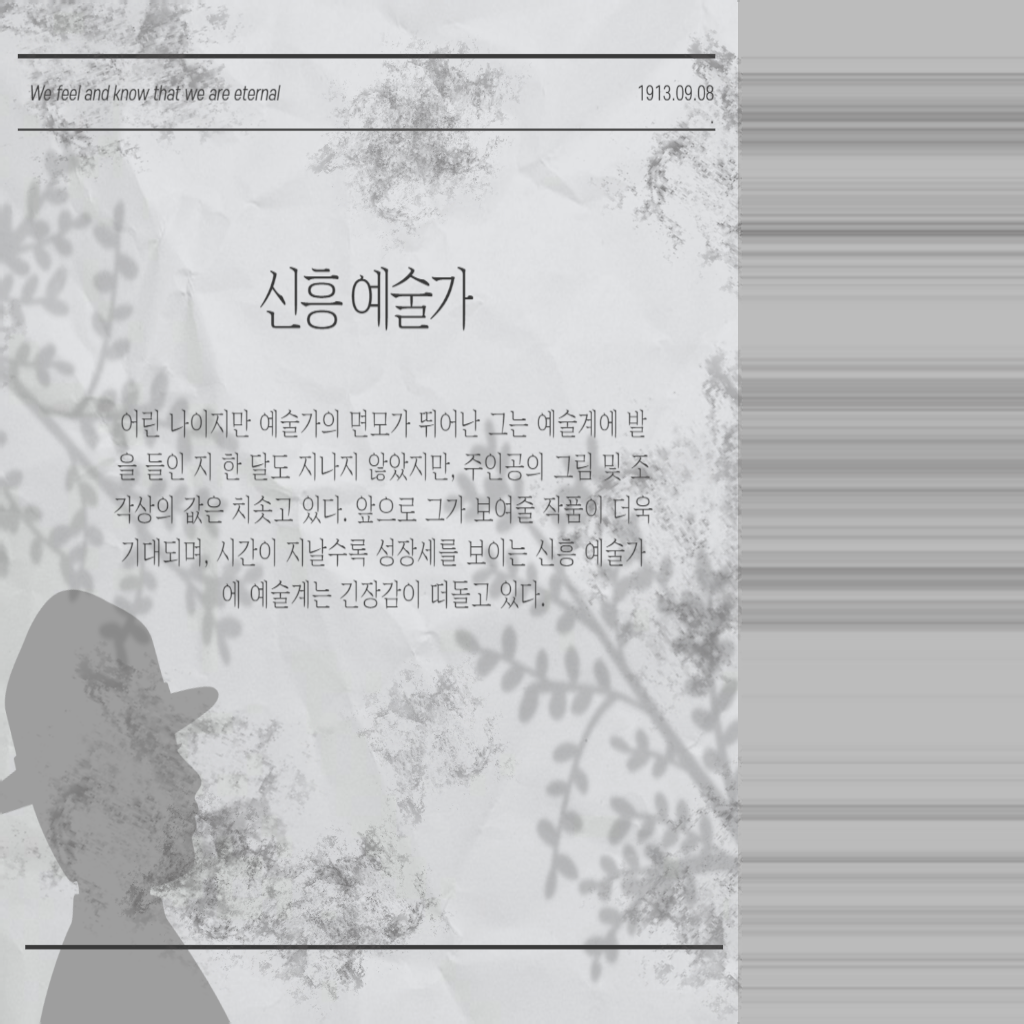 We feel and know that we are eternal
1913.09.08
신흥 예술가
어린 나이지만 예술가의 면모가 뛰어난 그는 예술계에 발
을 들인 지 한 달도 지나지 않았지만, 주인공의 그림 및 조
각상의 값은 치솟고 있다. 앞으로 그가 보여줄 작품이 더욱
기대되며, 시간이 지날수록 성장세를 보이는 신흥 예술가
에 예술계는 긴장감이 떠돌고 있다.